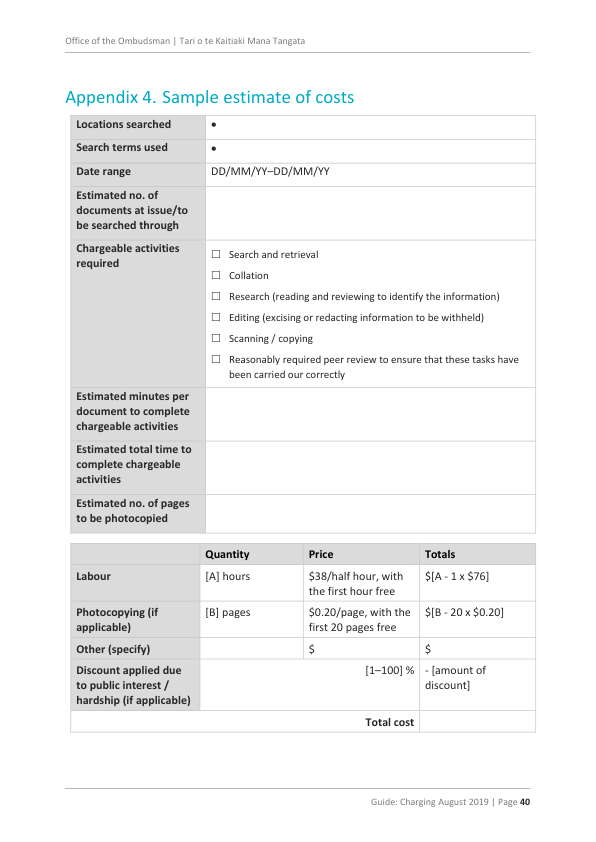 Office of the Ombudsman | Tari o te Kaitiaki Mana Tangata
Appendix 4. Sample estimate of costs
Locations searched
•
Search terms used
•
Date range
DD/MM/YY–DD/MM/YY
Estimated no. of
documents at issue/to
be searched through
Chargeable activities
required
☐ Search and retrieval
☐ Collation
☐ Research (reading and reviewing to identify the information)
☐ Editing (excising or redacting information to be withheld)
☐ Scanning / copying
☐ Reasonably required peer review to ensure that these tasks have
been carried our correctly
Estimated minutes per
document to complete
chargeable activities
Estimated total time to
complete chargeable
activities
Estimated no. of pages
to be photocopied
Quantity Price Totals
Labour
[A] hours
$38/half hour, with
the first hour free
$[A - 1 x $76]
Photocopying (if
applicable)
[B] pages
$0.20/page, with the
first 20 pages free
$[B - 20 x $0.20]
Other (specify) $ $
Discount applied due
to public interest /
hardship (if applicable)
[1–100] %
- [amount of
discount]
Total cost
Guide: Charging August 2019 | Page 40